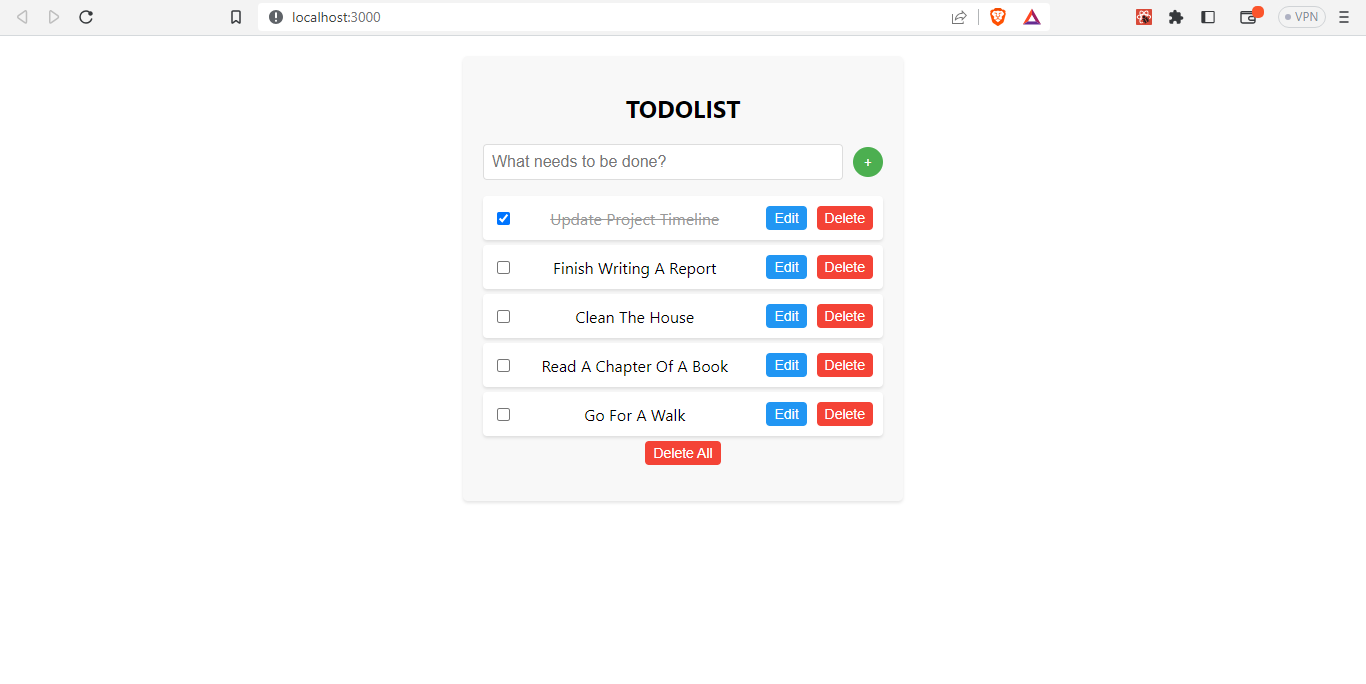 localhost:3000
VPN
TODOLIST
What needs to be done?
+
Update Project Timeline Edit Delete
Finish Writing A Report Edit Delete
Clean The House Edit Delete
Read A Chapter Of A Book Edit Delete
Go For A Walk Edit Delete
Delete All